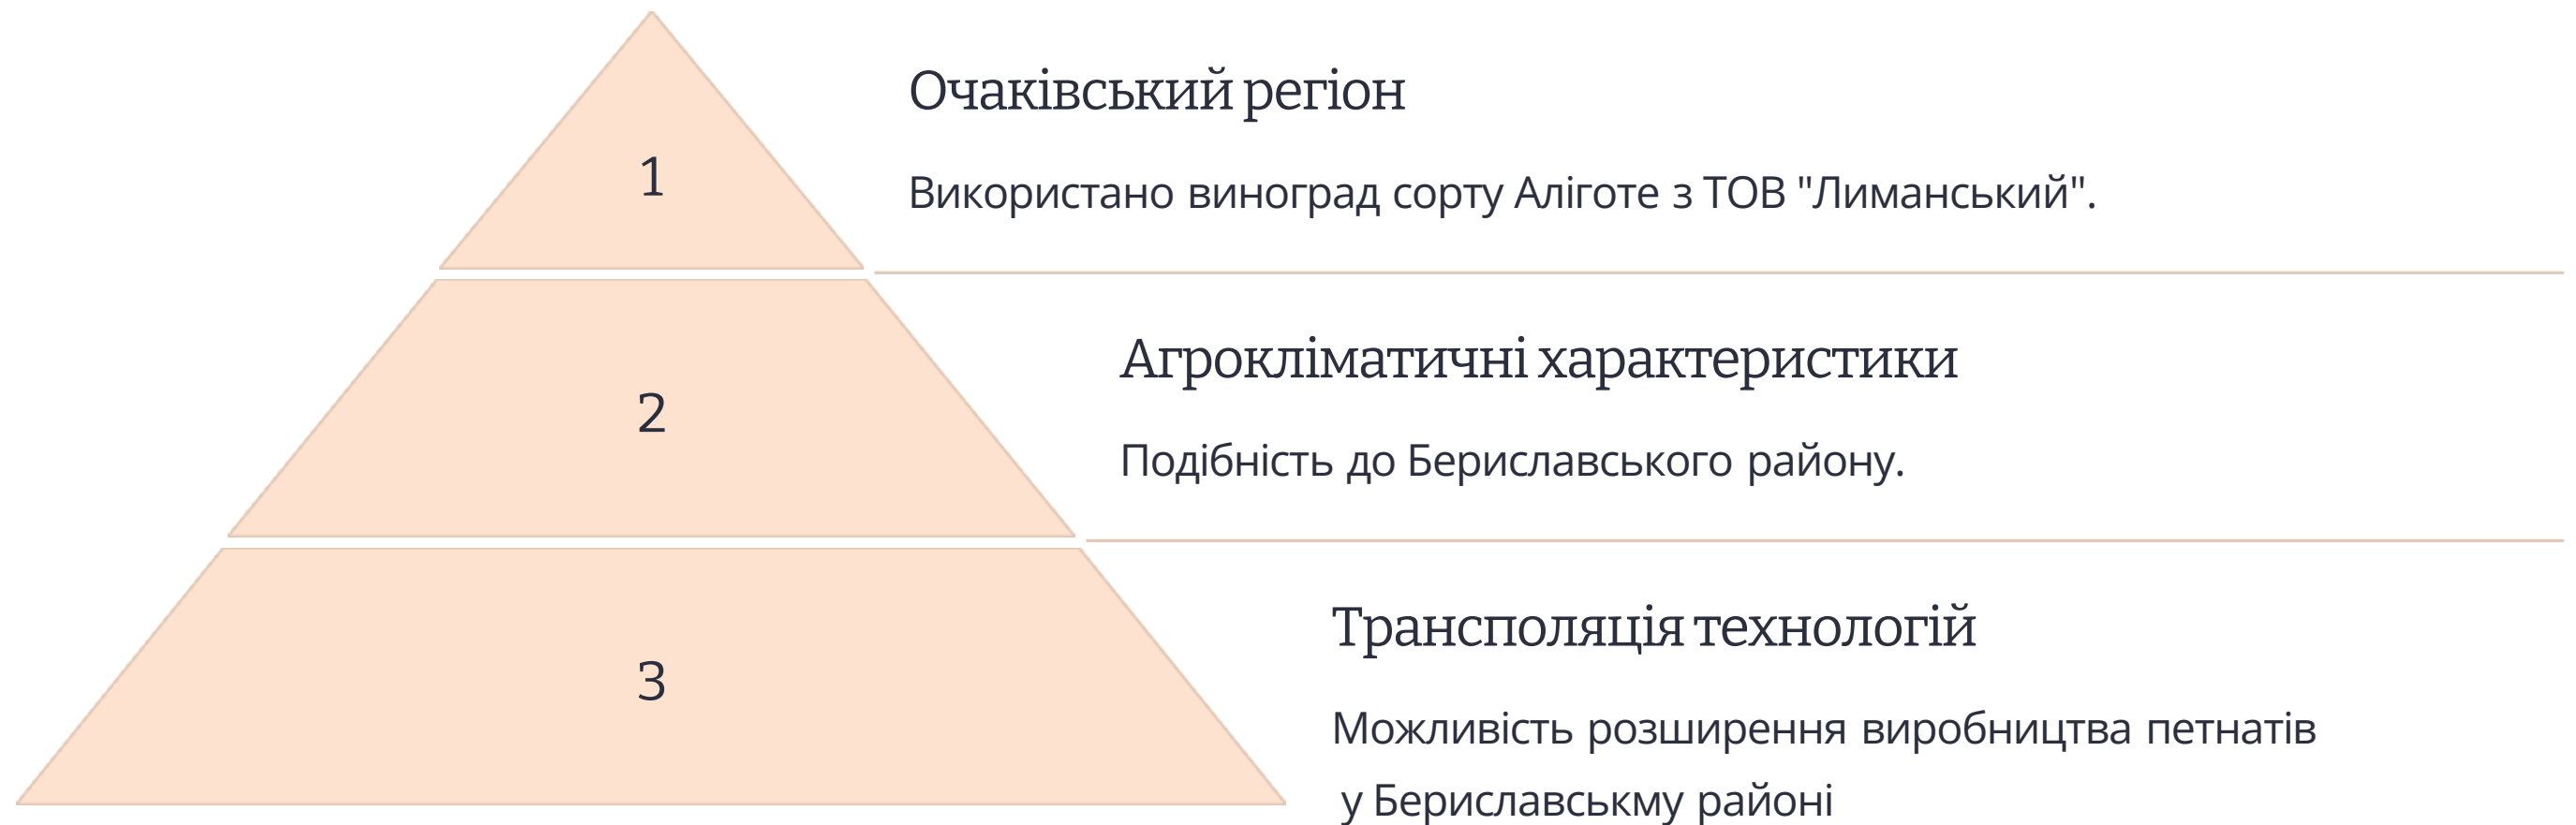 1
Очаківський регіон
Використано виноград сорту Аліготе з ТОВ "Лиманський".
2
Агрокліматичні характеристики
Подібність до Бериславського району.
3
Трансполяція технологій
Можливість розширення виробництва петнатів
у Бериславськму районі